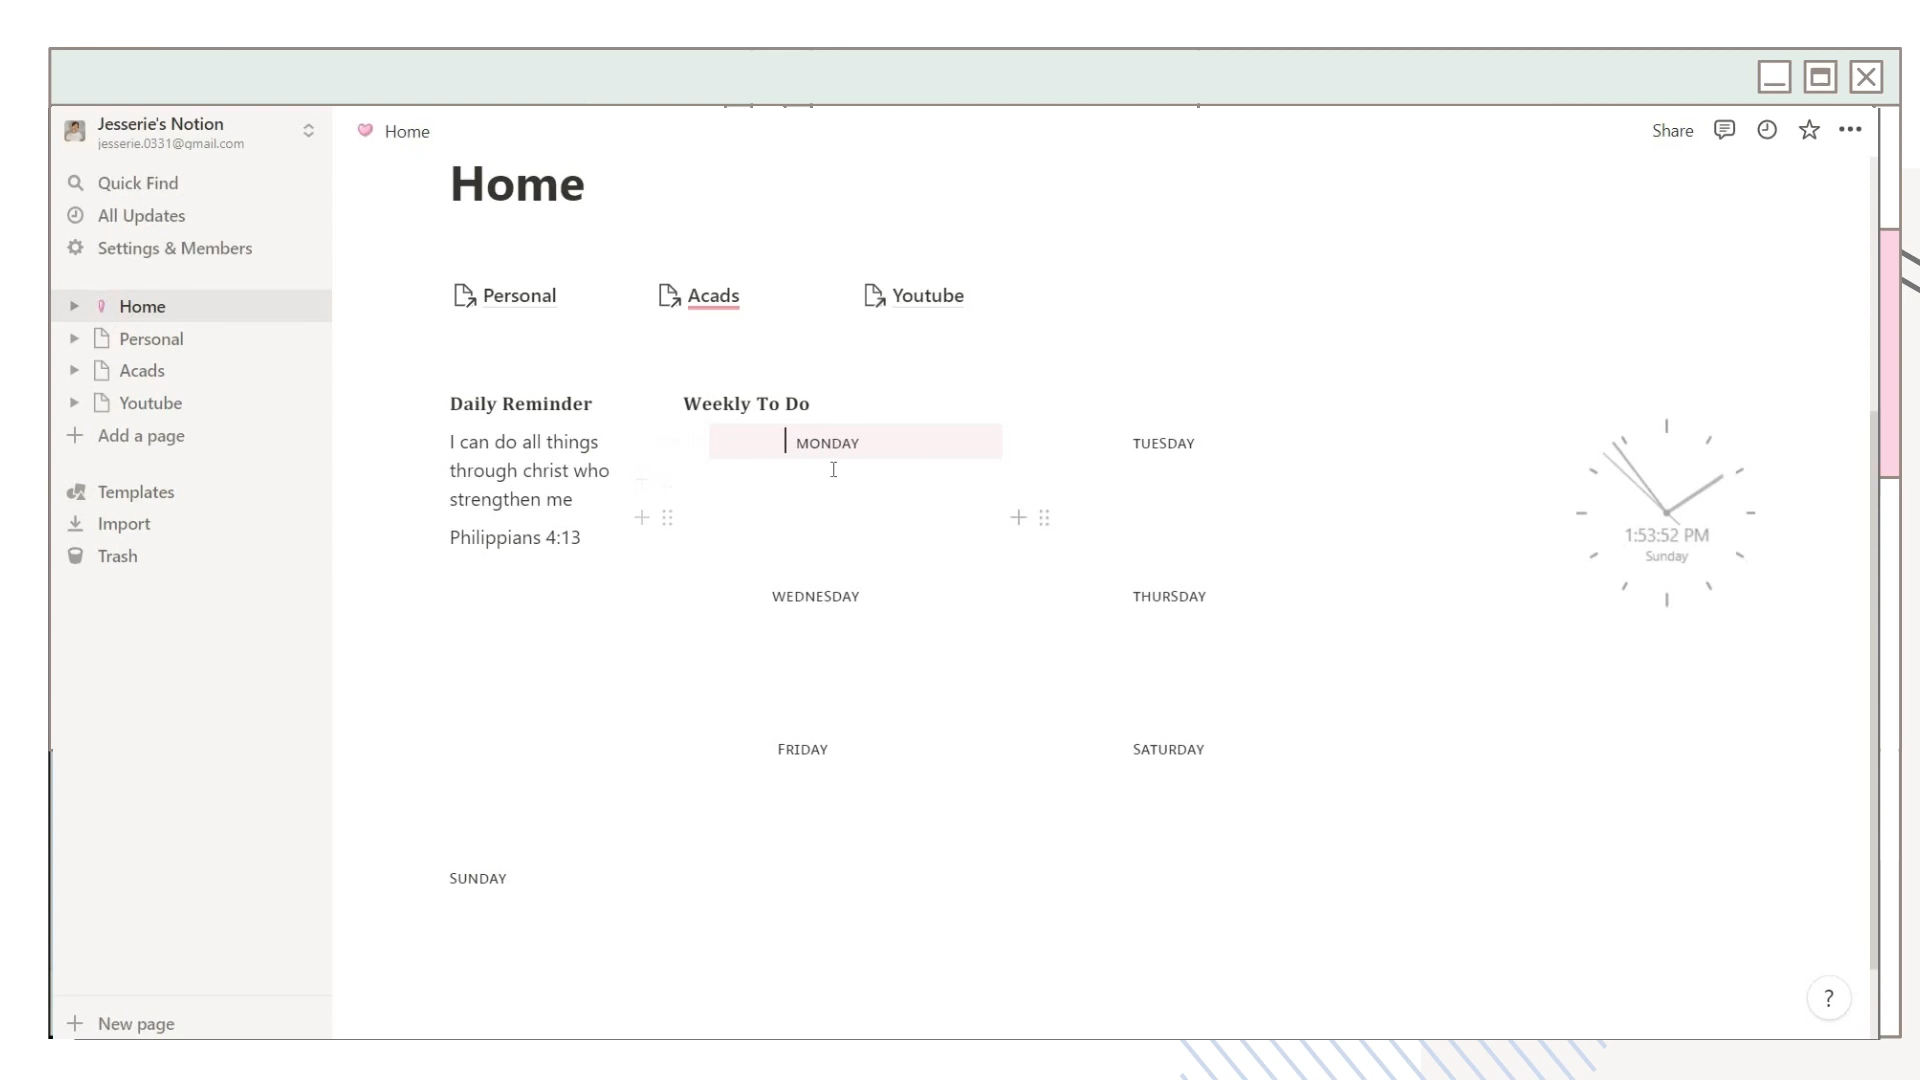 Jesserie's Notion
jesserie.0331@gmail.com
Quick Find
All Updates
Settings & Members
Home
Personal
Acads
Youtube
Add a page
Templates
Import
Trash
New page
Home
Share
Home
Personal
Acads
Youtube
Daily Reminder
I can do all things
through christ who
strengthen me
Philippians 4:13
Weekly To Do
MONDAY
TUESDAY
WEDNESDAY
THURSDAY
FRIDAY
SATURDAY
SUNDAY
1:53:52 PM
Sunday
?